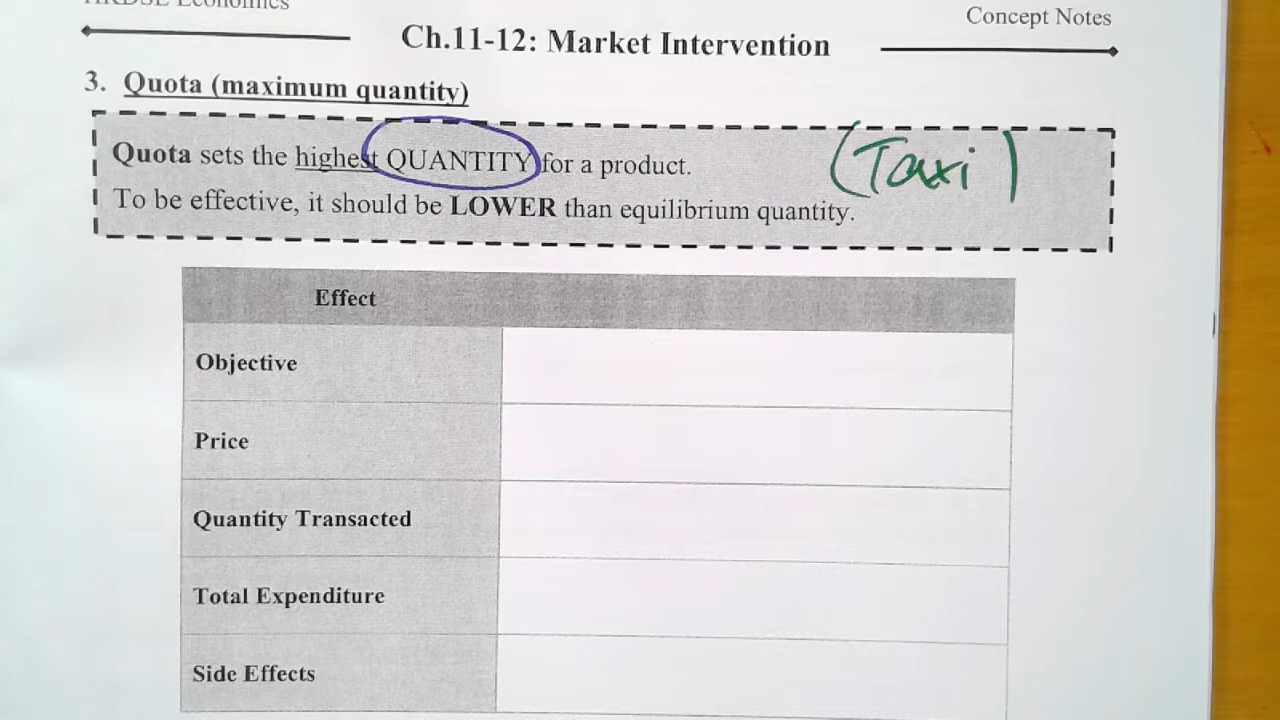 Economics
Concept Notes
Ch.11-12: Market Intervention
3. Quota (maximum quantity)
Quota sets the highest QUANTITY for a product.
(Taxi)
To be effective, it should be LOWER than equilibrium quantity.
Effect
Objective
Price
Quantity Transacted
Total Expenditure
Side Effects